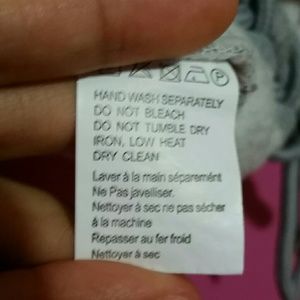 HAND WASH SEPARATELY
DO NOT BLEACH
DO NOT TUMBLE DRY
IRON, LOW HEAT
DRY CLEAN
Laver à la main séparemént
Ne Pas javelliser.
Nettoyer à sec ne pas sécher
à la machine
Repasser au fer froid
Nettoyer à sec